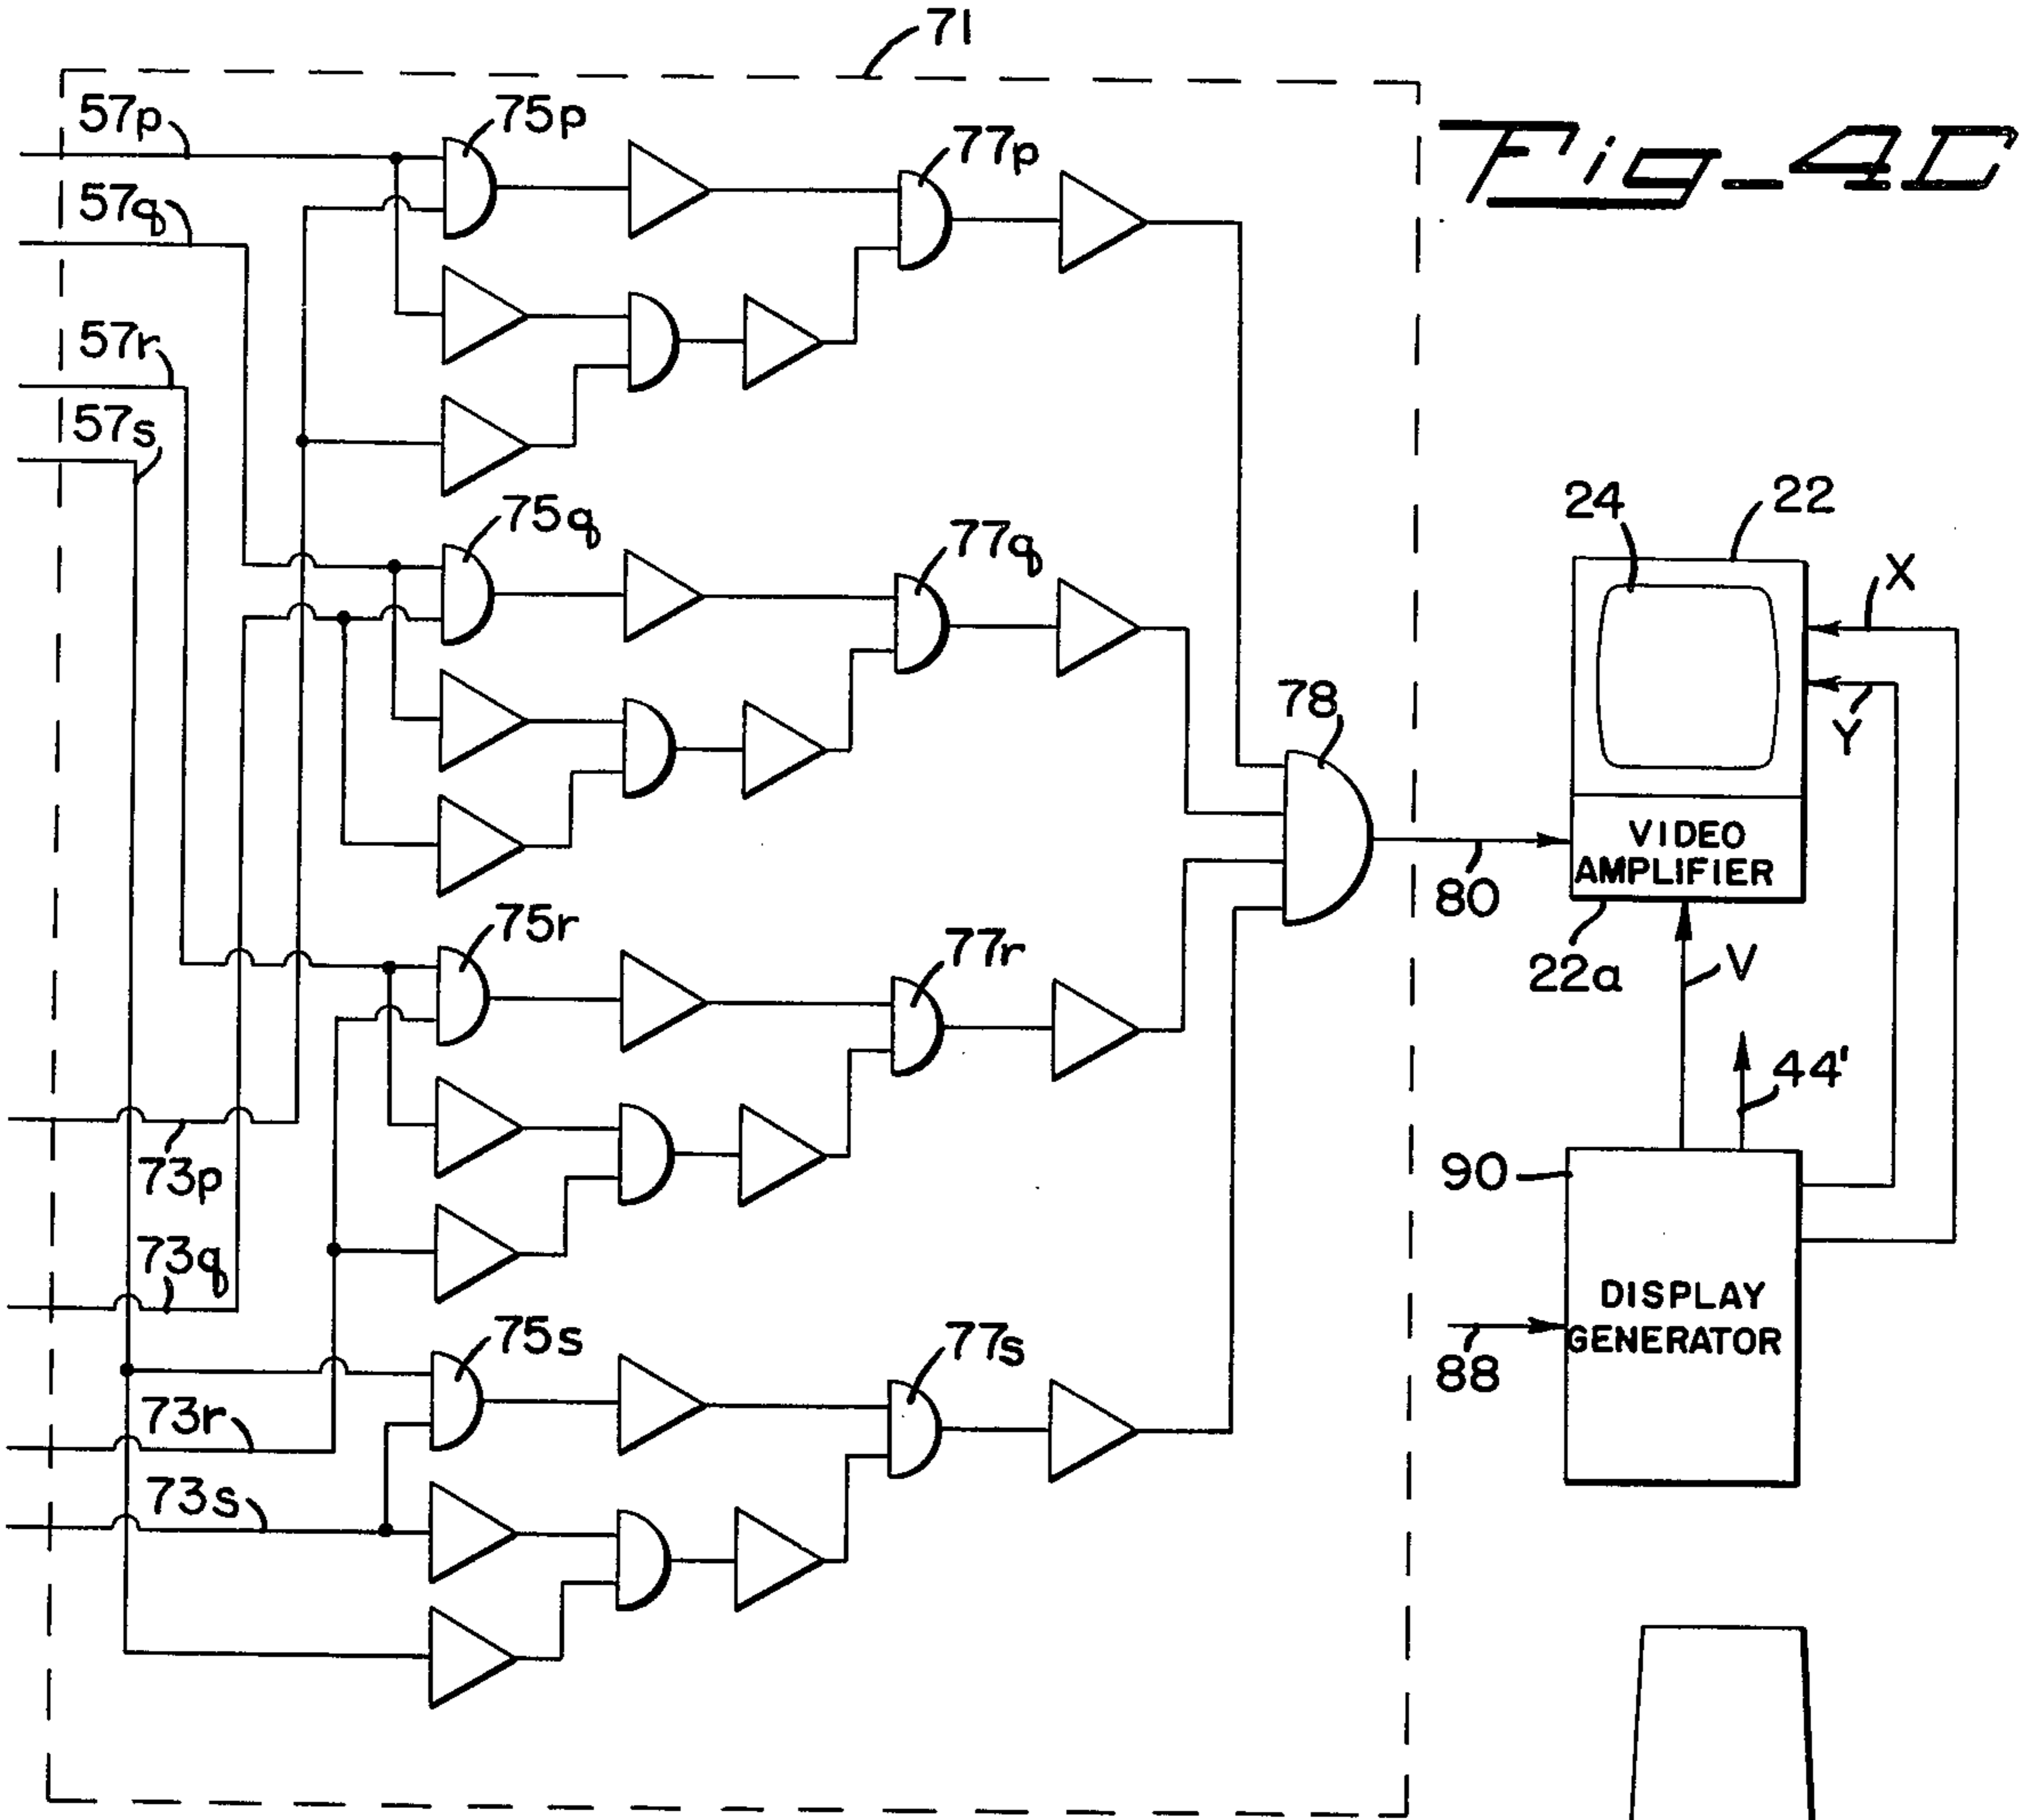 71
57p
75p
77p
Fig_4D
57q
57r
57s
75q
77q
24
22
X
Y
78
VIDEO
AMPLIFIER
80
22a
75r
77r
V
44'
73p
90
73q
DISPLAY
GENERATOR
88
75s
77s
73r
73s